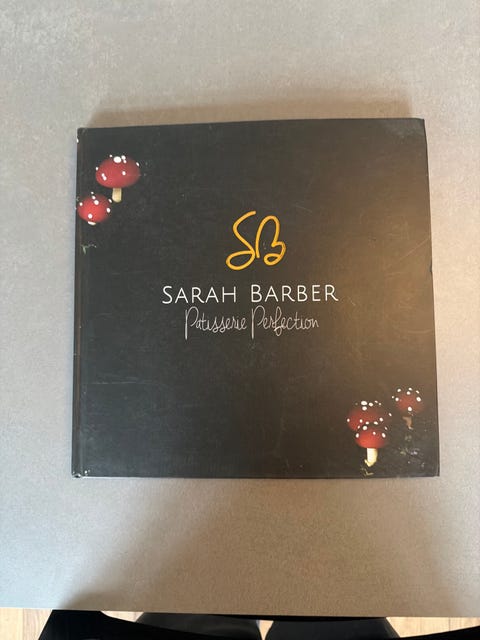 SB
SARAH BARBER
Patisserie Perfection